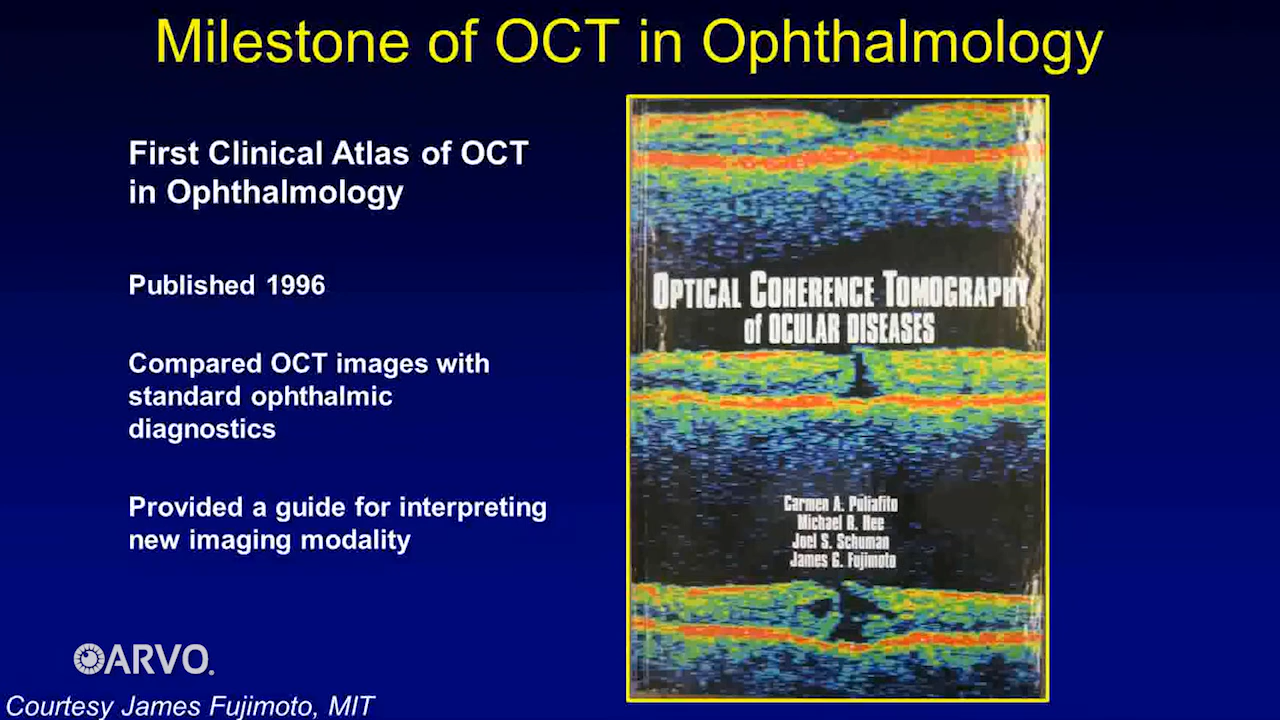 Milestone of OCT in Ophthalmology
First Clinical Atlas of OCT
in Ophthalmology
Published 1996
Compared OCT images with
standard ophthalmic
diagnostics
Provided a guide for interpreting
new imaging modality
OPTICAL COHERENCE TOMOGRAPHY
of OCULAR DISEASES
Carmen A. Puliafito
Michael R. Hee
Joel S. Schuman
James G. Fujimoto
ARVO.
Courtesy James Fujimoto, MIT